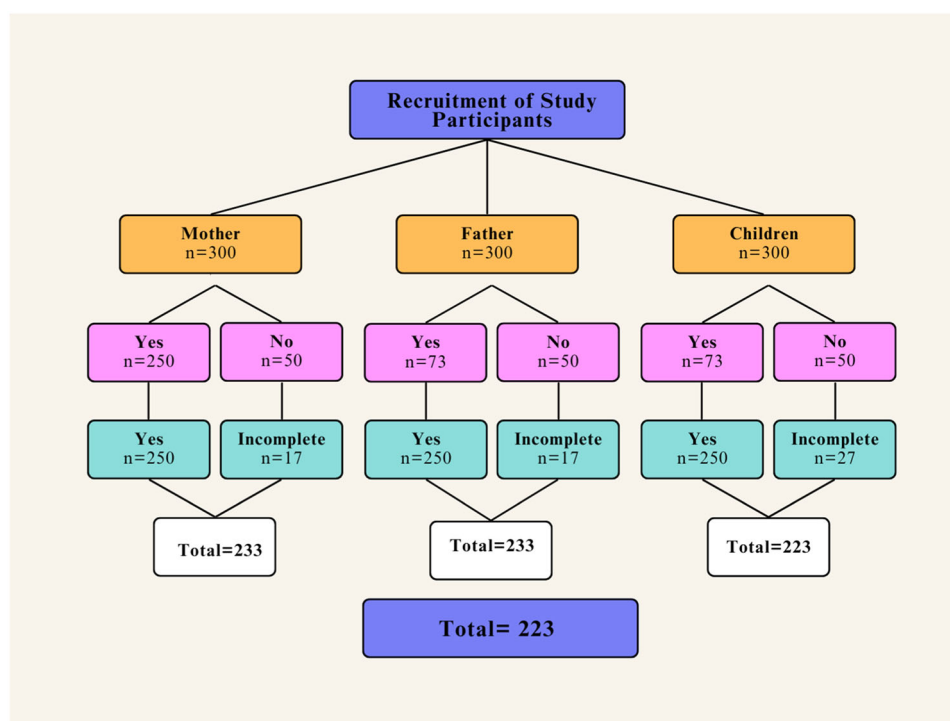 Recruitment of Study
Participants
Mother
n=300
Father
n=300
Children
n=300
Yes
n=250
No
n=50
Yes
n=73
No
n=50
Yes
n=73
No
n=50
Yes
n=250
Incomplete
n=17
Yes
n=250
Incomplete
n=17
Yes
n=250
Incomplete
n=27
Total=233
Total=233
Total=223
Total= 223